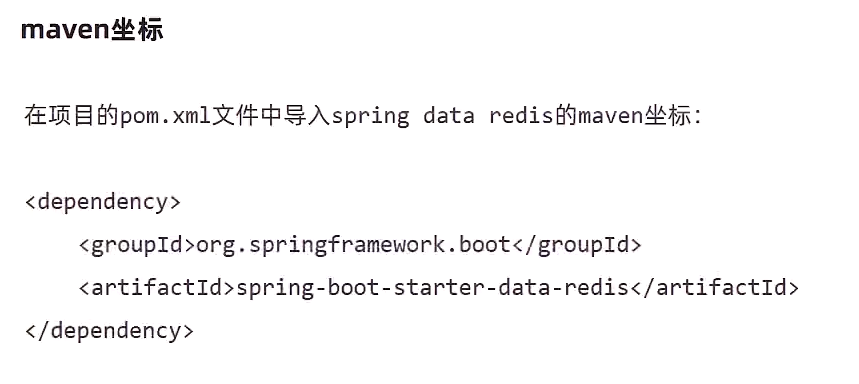 maven坐标
在项目的pom.xml文件中导入spring data redis的maven坐标:
<dependency>
    <groupId>org.springframework.boot</groupId>
    <artifactId>spring-boot-starter-data-redis</artifactId>
</dependency>